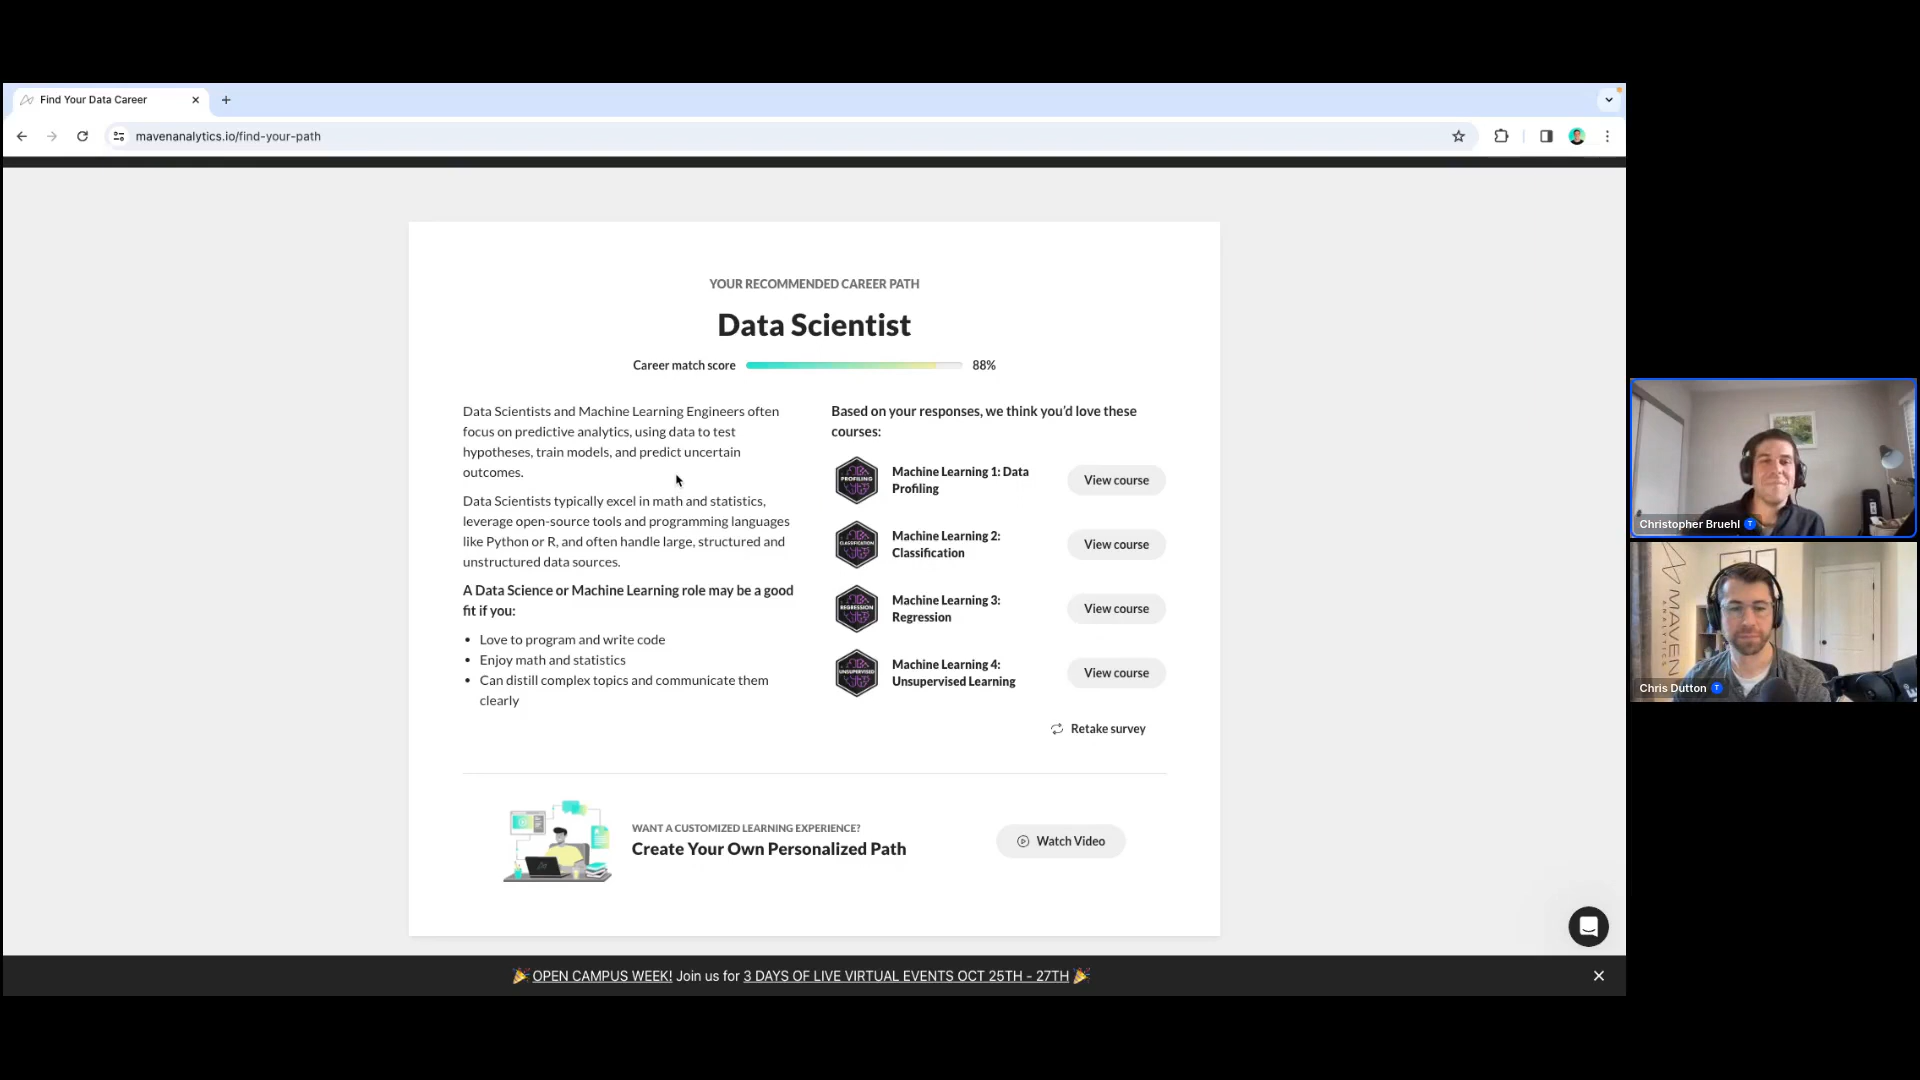 Find Your Data Career
mavenanalytics.io/find-your-path
YOUR RECOMMENDED CAREER PATH
Data Scientist
Career match score 88%
Data Scientists and Machine Learning Engineers often
focus on predictive analytics, using data to test
hypotheses, train models, and predict uncertain
outcomes.
Data Scientists typically excel in math and statistics,
leverage open-source tools and programming languages
like Python or R, and often handle large, structured and
unstructured data sources.
A Data Science or Machine Learning role may be a good
fit if you:
• Love to program and write code
• Enjoy math and statistics
• Can distill complex topics and communicate them
clearly
Based on your responses, we think you'd love these
courses:
PROFILING
Machine Learning 1: Data
Profiling
View course
CLASSIFICATION
Machine Learning 2:
Classification
View course
REGRESSION
Machine Learning 3:
Regression
View course
UNSUPERVISED
Machine Learning 4:
Unsupervised Learning
View course
Retake survey
WANT A CUSTOMIZED LEARNING EXPERIENCE?
Create Your Own Personalized Path
Watch Video
OPEN CAMPUS WEEK! Join us for 3 DAYS OF LIVE VIRTUAL EVENTS OCT 25TH - 27TH
Christopher Bruehl T
MAVEN
ANALYTICS
Chris Dutton T